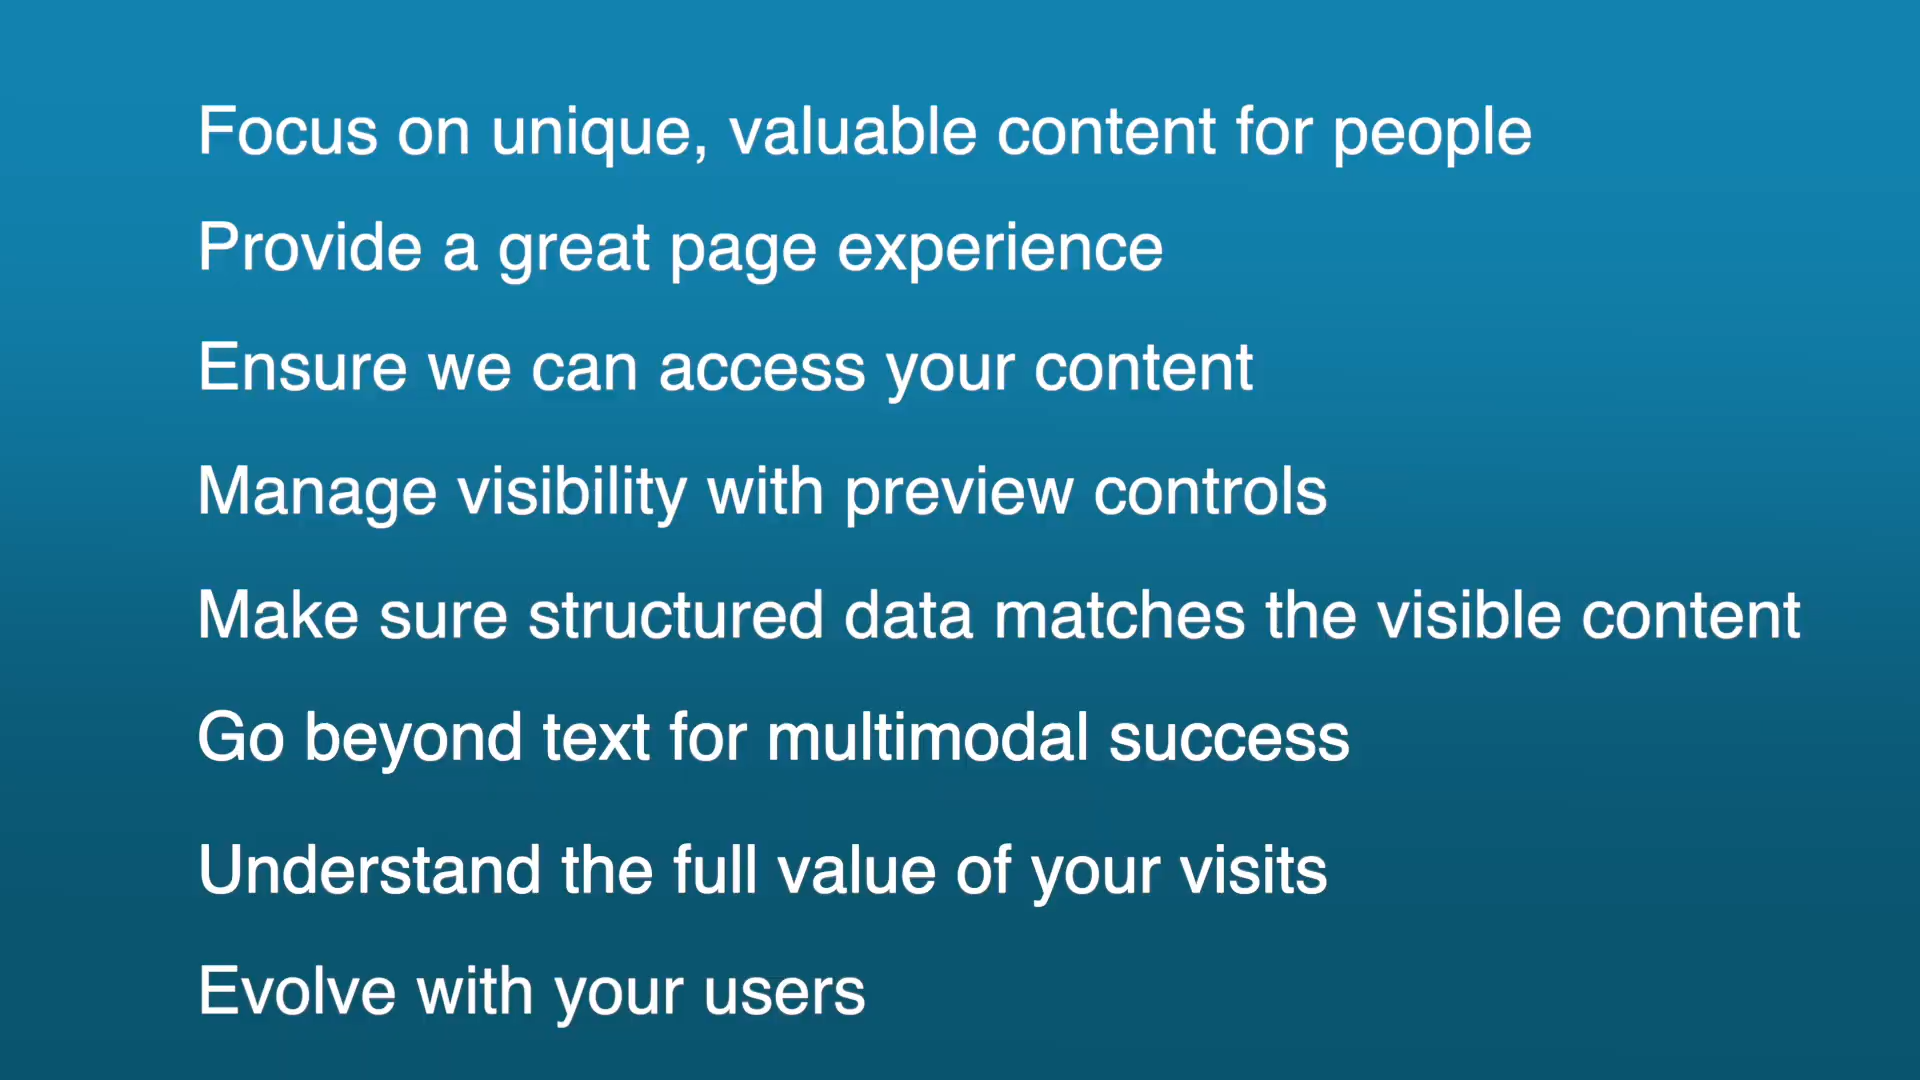 Focus on unique, valuable content for people
Provide a great page experience
Ensure we can access your content
Manage visibility with preview controls
Make sure structured data matches the visible content
Go beyond text for multimodal success
Understand the full value of your visits
Evolve with your users